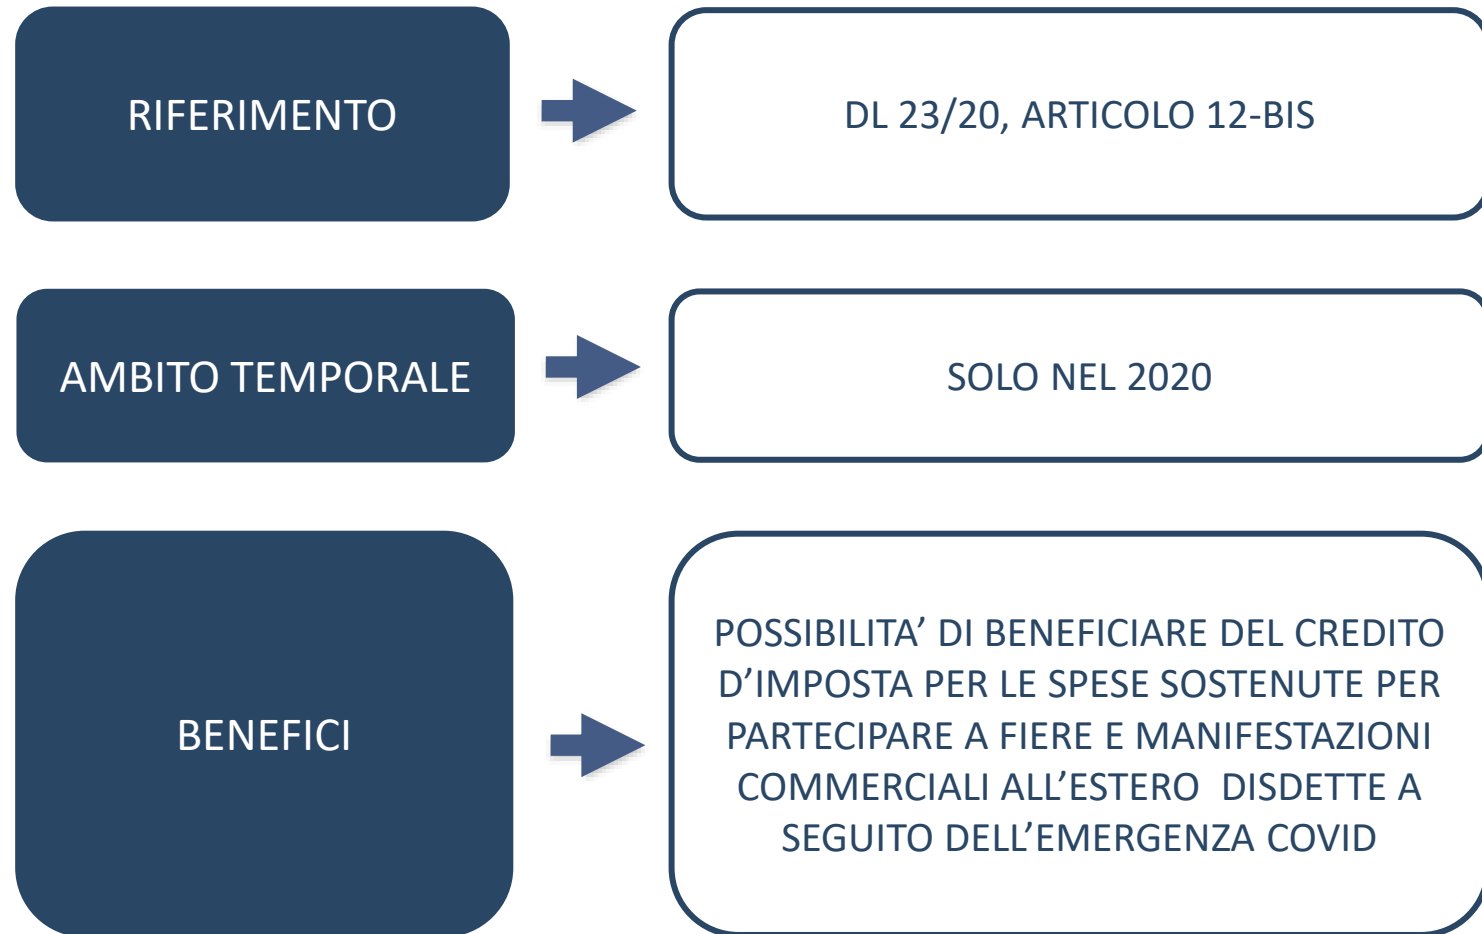 RIFERIMENTO
DL 23/20, ARTICOLO 12-BIS
AMBITO TEMPORALE
SOLO NEL 2020
BENEFICI
POSSIBILITA’ DI BENEFICIARE DEL CREDITO
D’IMPOSTA PER LE SPESE SOSTENUTE PER
PARTECIPARE A FIERE E MANIFESTAZIONI
COMMERCIALI ALL’ESTERO  DISDETTE A
SEGUITO DELL’EMERGENZA COVID